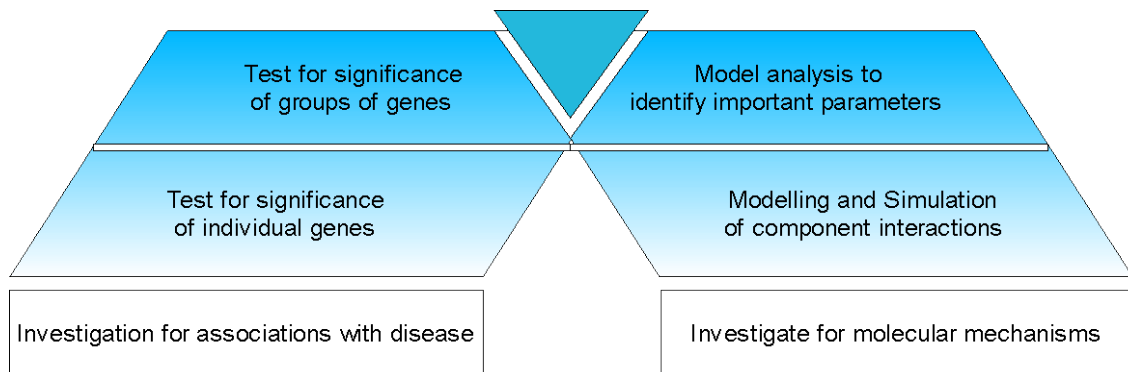 Test for significance
of groups of genes
Model analysis to
identify important parameters
Test for significance
of individual genes
Modelling and Simulation
of component interactions
Investigation for associations with disease
Investigate for molecular mechanisms